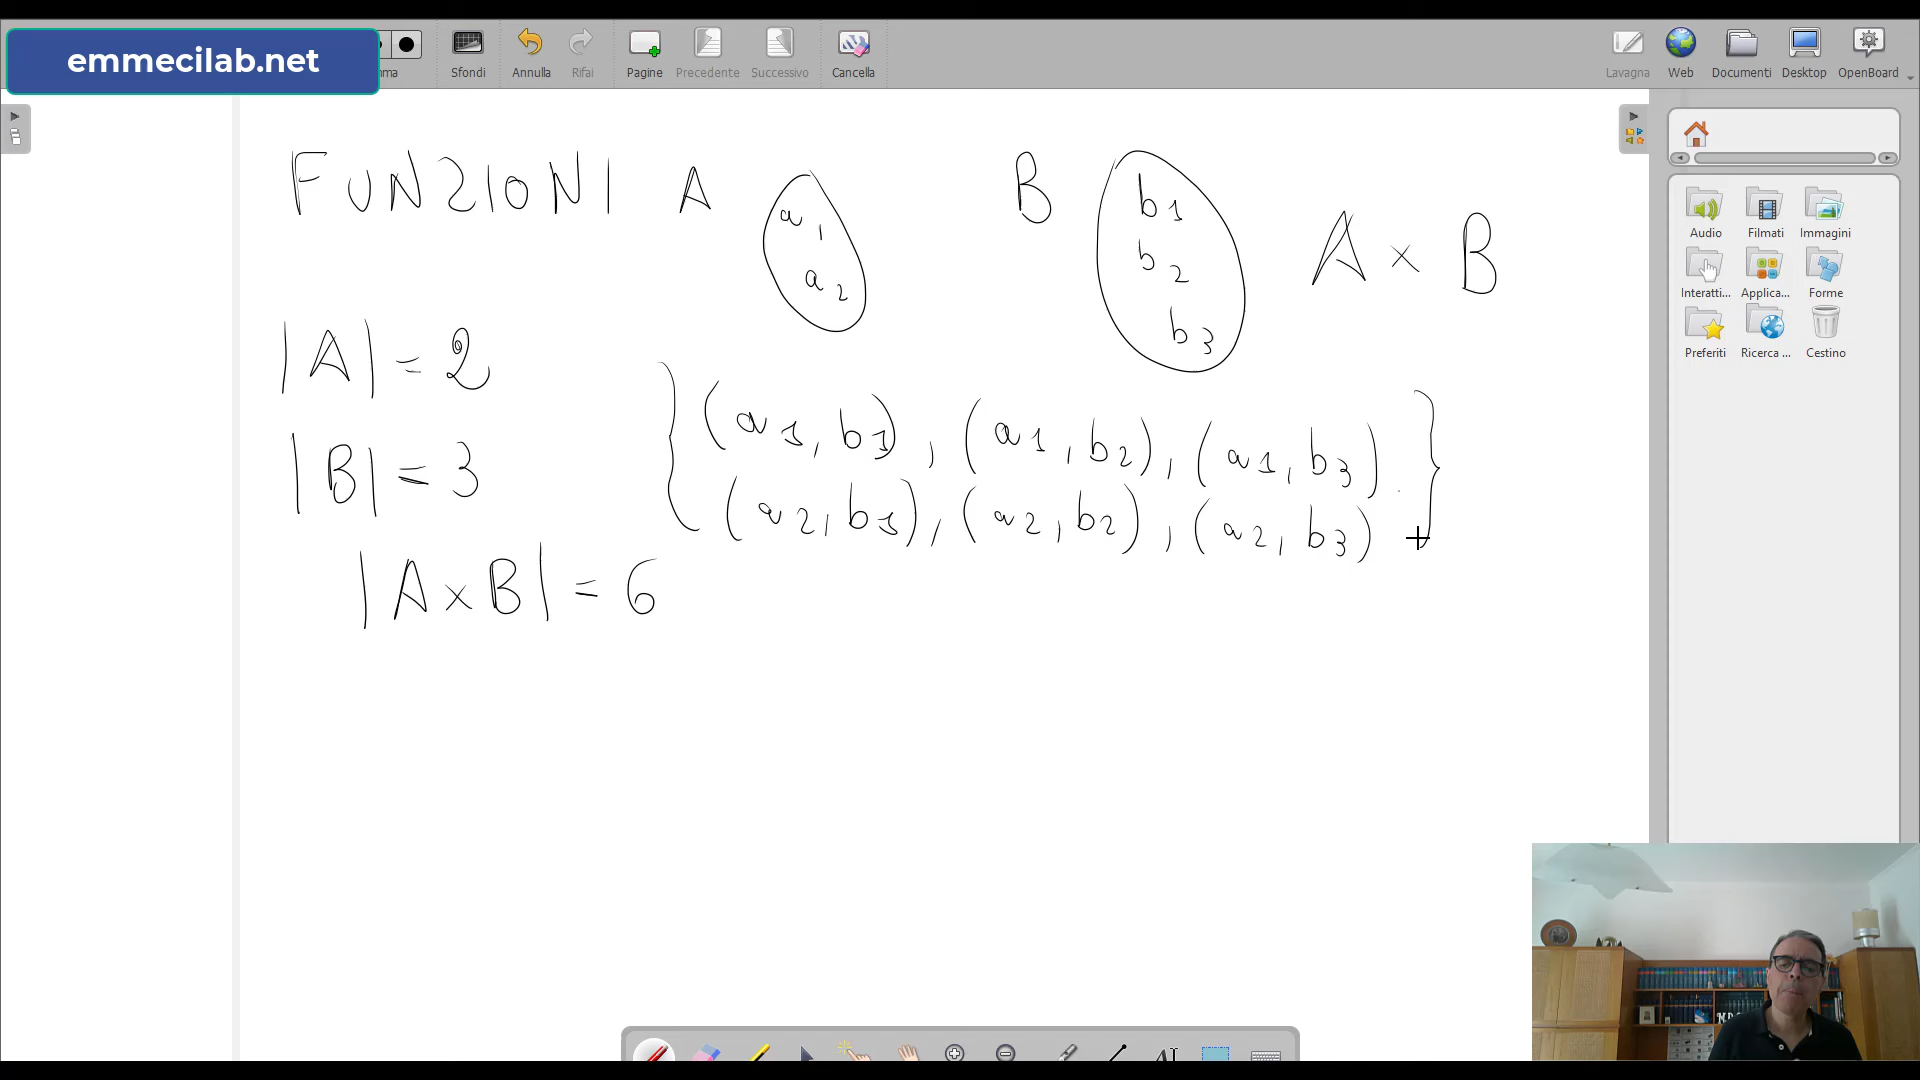 emmecilab.net
Sfondi
Annulla
Rifai
Pagine
Precedente
Successivo
Cancella
Lavagna
Web
Documenti
Desktop
OpenBoard
FUNZIONI A a1 a2 B b1 b2 b3 A × B
|A| = 2
|B| = 3
{(a1, b1), (a1, b2), (a1, b3)
(a2, b1), (a2, b2), (a2, b3)}
|A×B| = 6
Audio
Filmati
Immagini
Interatti...
Applica...
Forme
Preferiti
Ricerca ...
Cestino